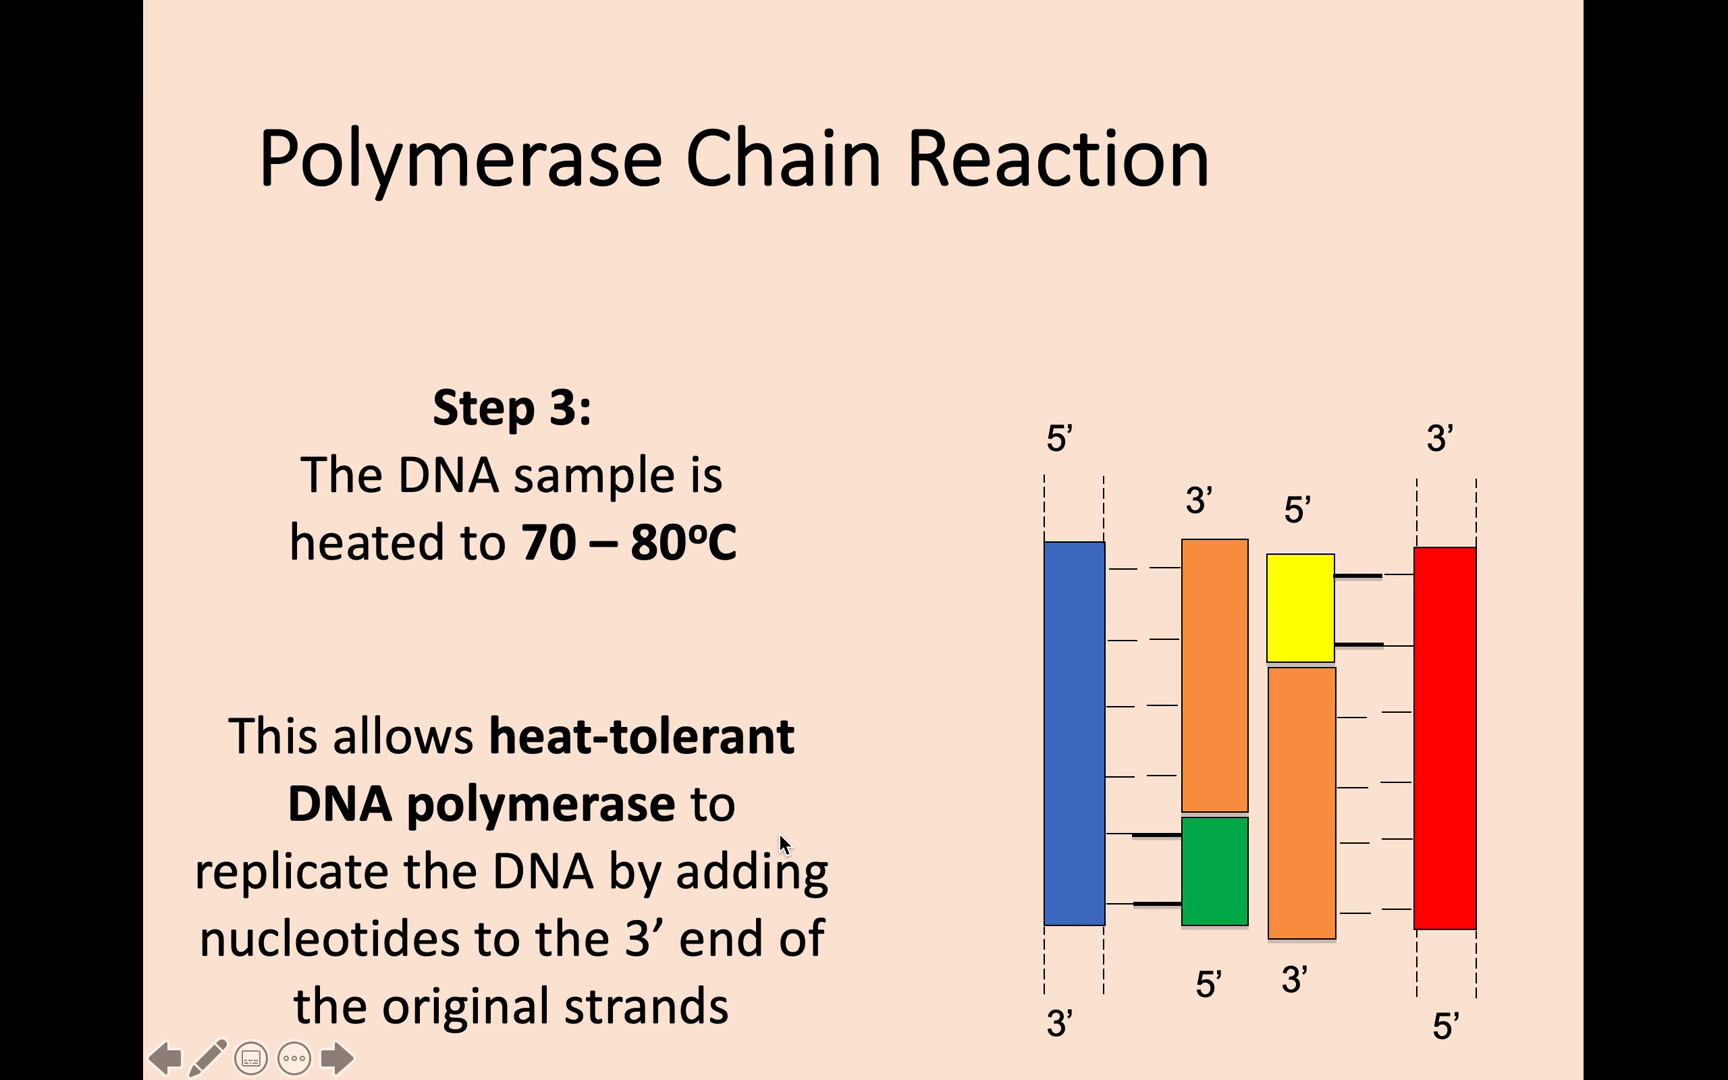 Polymerase Chain Reaction
Step 3:
The DNA sample is
heated to 70 – 80ºC
This allows heat-tolerant
DNA polymerase to
replicate the DNA by adding
nucleotides to the 3’ end of
the original strands
5’
3’
3’
5’
5’
3’
3’
5’